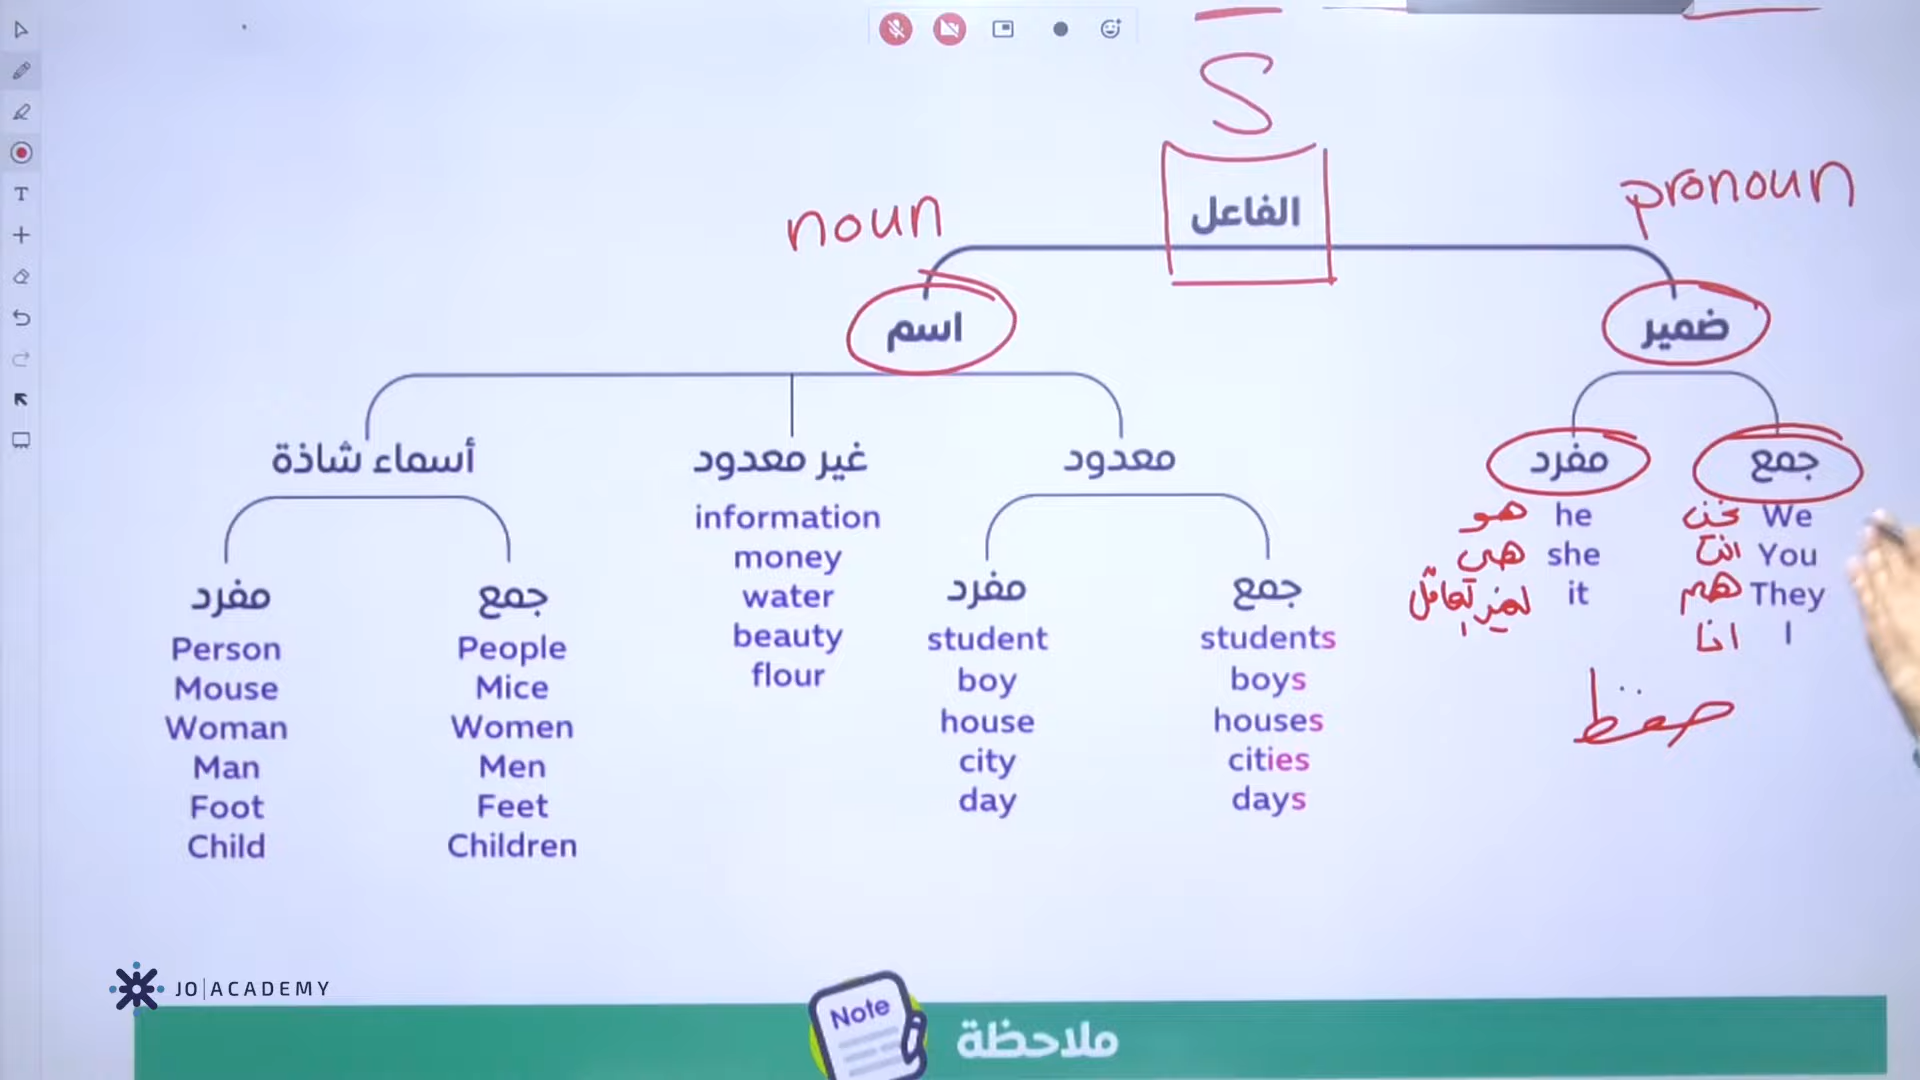 S
الفاعل
pronoun
noun
ضمير
اسم
جمع
مفرد
We نحن
You انت
They هم
I انا
he هو
she هي
it لغير العاقل
حفظ
معدود
جمع
students
boys
houses
cities
days
مفرد
student
boy
house
city
day
غير معدود
information
money
water
beauty
flour
أسماء شاذة
جمع
People
Mice
Women
Men
Feet
Children
مفرد
Person
Mouse
Woman
Man
Foot
Child
JO ACADEMY
Note
ملاحظة